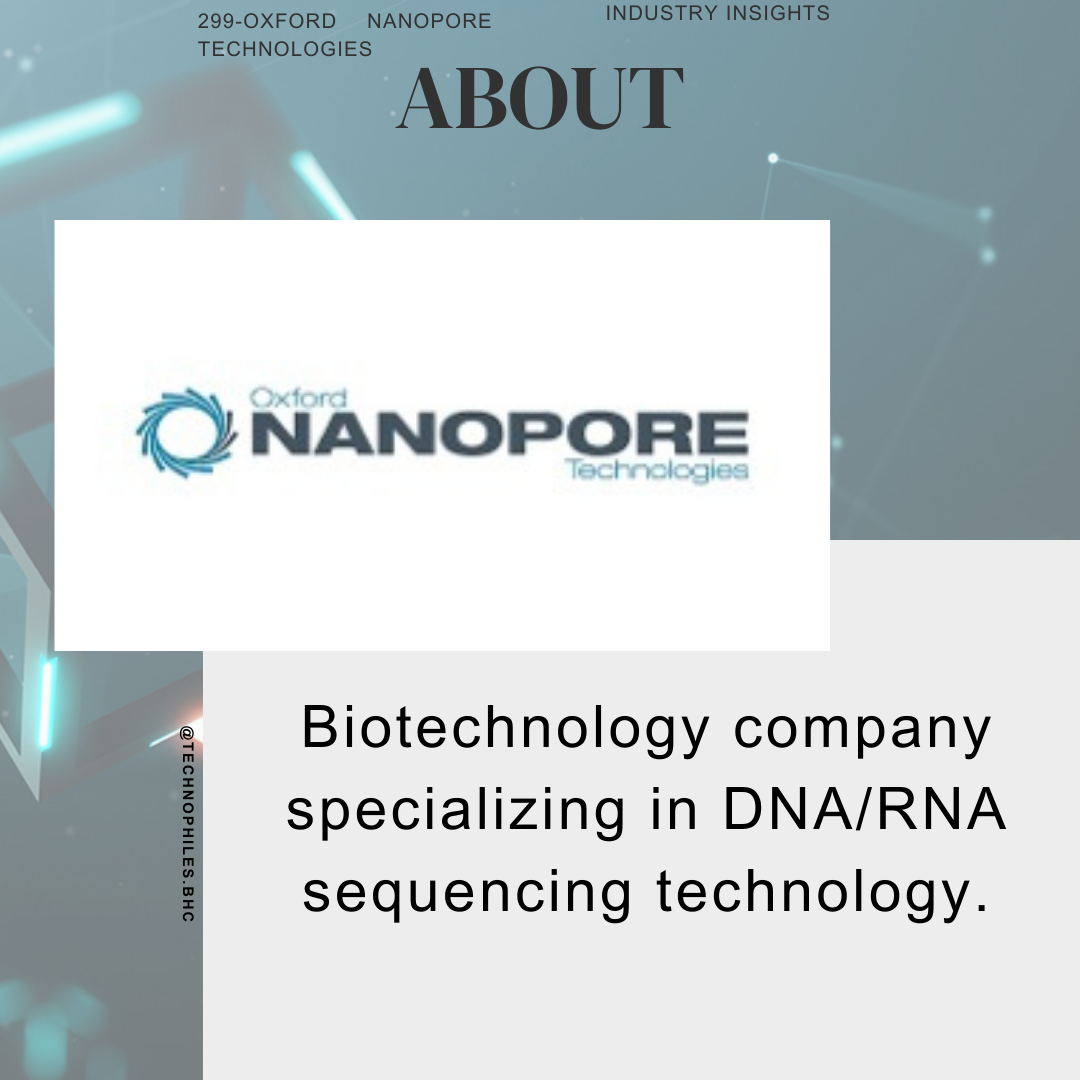 299-OXFORD NANOPORE
TECHNOLOGIES
INDUSTRY INSIGHTS
ABOUT
Oxford
NANOPORE
Technologies
Biotechnology company
specializing in DNA/RNA
sequencing technology.
@TECHNOPHILES.BHC